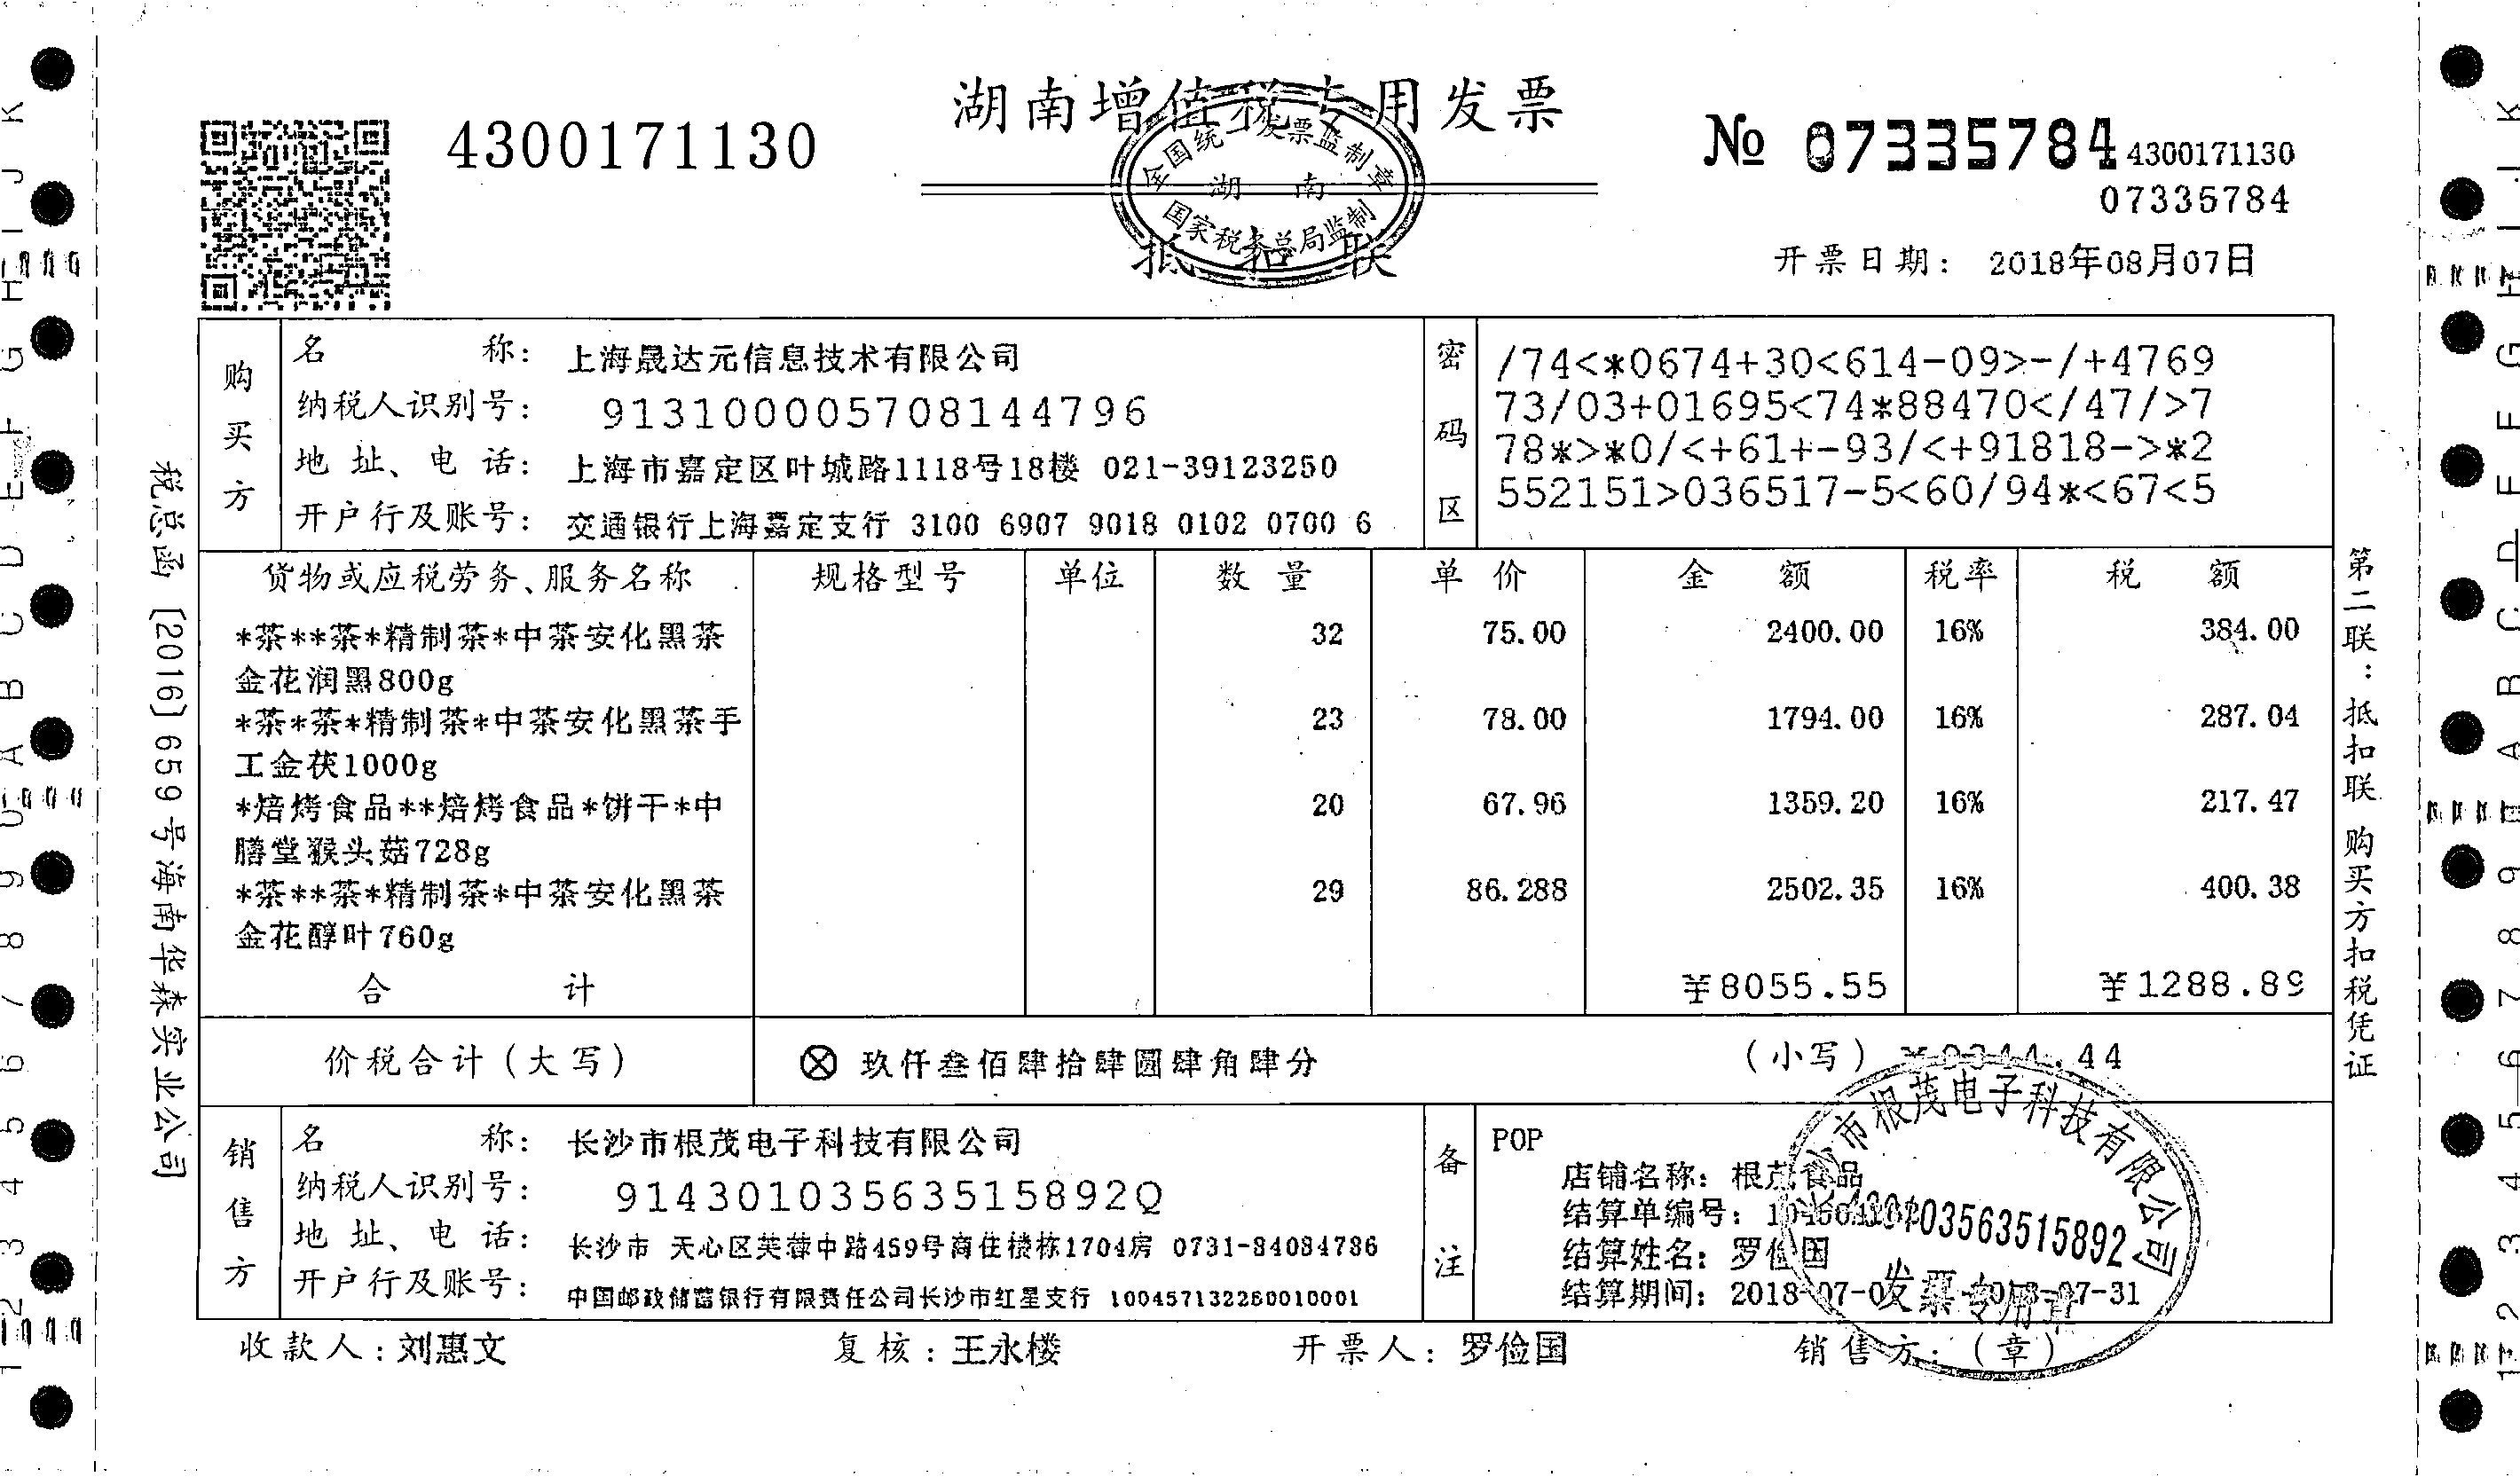 湖南增值税专用发票
4300171130
№ 07335784
4300171130
07335784
全国统一发票监制章
湖 南
国家税务总局监制
抵扣联
开票日期： 2018年08月07日
购买方
名 称： 上海晟达元信息技术有限公司
纳税人识别号： 913100005708144796
地 址、电 话： 上海市嘉定区叶城路1118号18楼 021-39123250
开户行及账号： 交通银行上海嘉定支行 3100 6907 9018 0102 0700 6
密码区
/74<*0674+30<614-09>-/+4769
73/03+01695<74*88470</47/>7
78*>*0/<+61+-93/<+91818->*2
552151>036517-5<60/94*<67<5
货物或应税劳务、服务名称 规格型号 单位 数 量 单 价 金 额 税率 税 额
*茶**茶*精制茶*中茶安化黑茶 32 75.00 2400.00 16% 384.00
金花润黑800g
*茶*茶*精制茶*中茶安化黑茶手 23 78.00 1794.00 16% 287.04
工金茯1000g
*焙烤食品**焙烤食品*饼干*中 20 67.96 1359.20 16% 217.47
膳堂猴头菇728g
*茶**茶*精制茶*中茶安化黑茶 29 86.288 2502.35 16% 400.38
金花醇叶760g
合 计 ¥8055.55 ¥1288.89
价税合计（大写） ⊗ 玖仟叁佰肆拾肆圆肆角肆分 （小写） ¥9344.44
销售方
名 称： 长沙市根茂电子科技有限公司
纳税人识别号： 91430103563515892Q
地 址、电 话： 长沙市 天心区芙蓉中路459号商住楼栋1704房 0731-84084786
开户行及账号： 中国邮政储蓄银行有限责任公司长沙市红星支行 100457132260010001
备注
POP
店铺名称：根茂食品
结算单编号：
结算姓名：罗俭国
结算期间：2018-07-0 2018-07-31
长沙市根茂电子科技有限公司
430103563515892
发票专用章
收款人：刘惠文 复核：王永楼 开票人：罗俭国 销售方：（章）
税总函［2016］659号海南华森实业公司
第二联：抵扣联 购买方扣税凭证
1 2 3 4 5 6 7 8 9 0 A B C D E F G H I J K